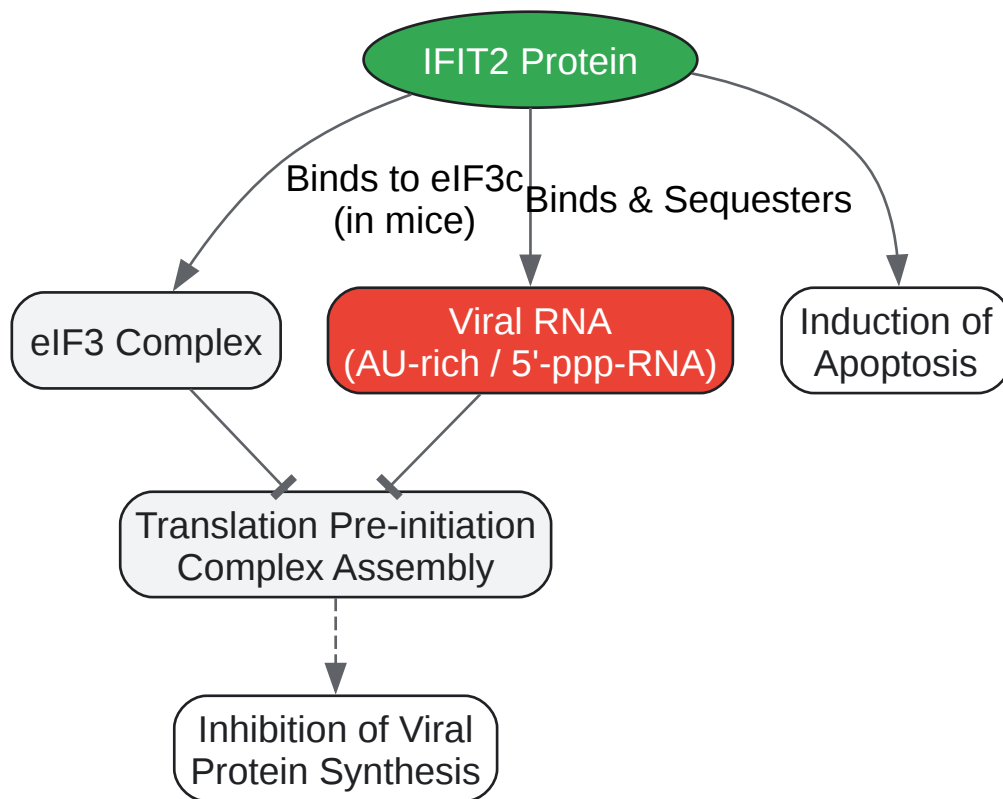 IFIT2 Protein
Binds to eIF3c
(in mice)
Binds & Sequesters
eIF3 Complex
Viral RNA
(AU-rich / 5'-ppp-RNA)
Induction of
Apoptosis
Translation Pre-initiation
Complex Assembly
Inhibition of Viral
Protein Synthesis